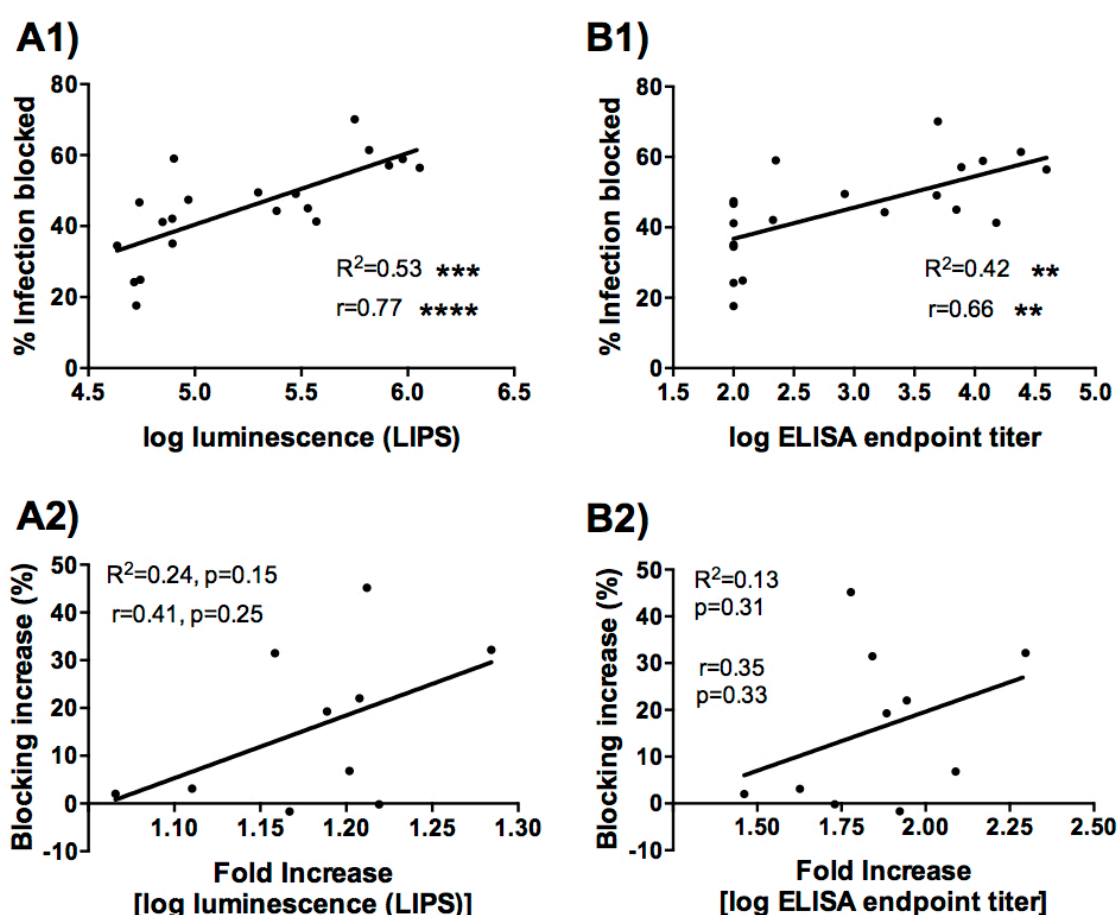 A1)
% Infection blocked
80
60
40
20
0
4.5 5.0 5.5 6.0 6.5
R²=0.53 ***
r=0.77 ****
log luminescence (LIPS)
B1)
% Infection blocked
80
60
40
20
0
1.5 2.0 2.5 3.0 3.5 4.0 4.5 5.0
R²=0.42 **
r=0.66 **
log ELISA endpoint titer
A2)
Blocking increase (%)
50
40
30
20
10
0
-10
R²=0.24, p=0.15
r=0.41, p=0.25
1.10 1.15 1.20 1.25 1.30
Fold Increase
[log luminescence (LIPS)]
B2)
Blocking increase (%)
50
40
30
20
10
0
-10
R²=0.13
p=0.31
r=0.35
p=0.33
1.50 1.75 2.00 2.25 2.50
Fold Increase
[log ELISA endpoint titer]